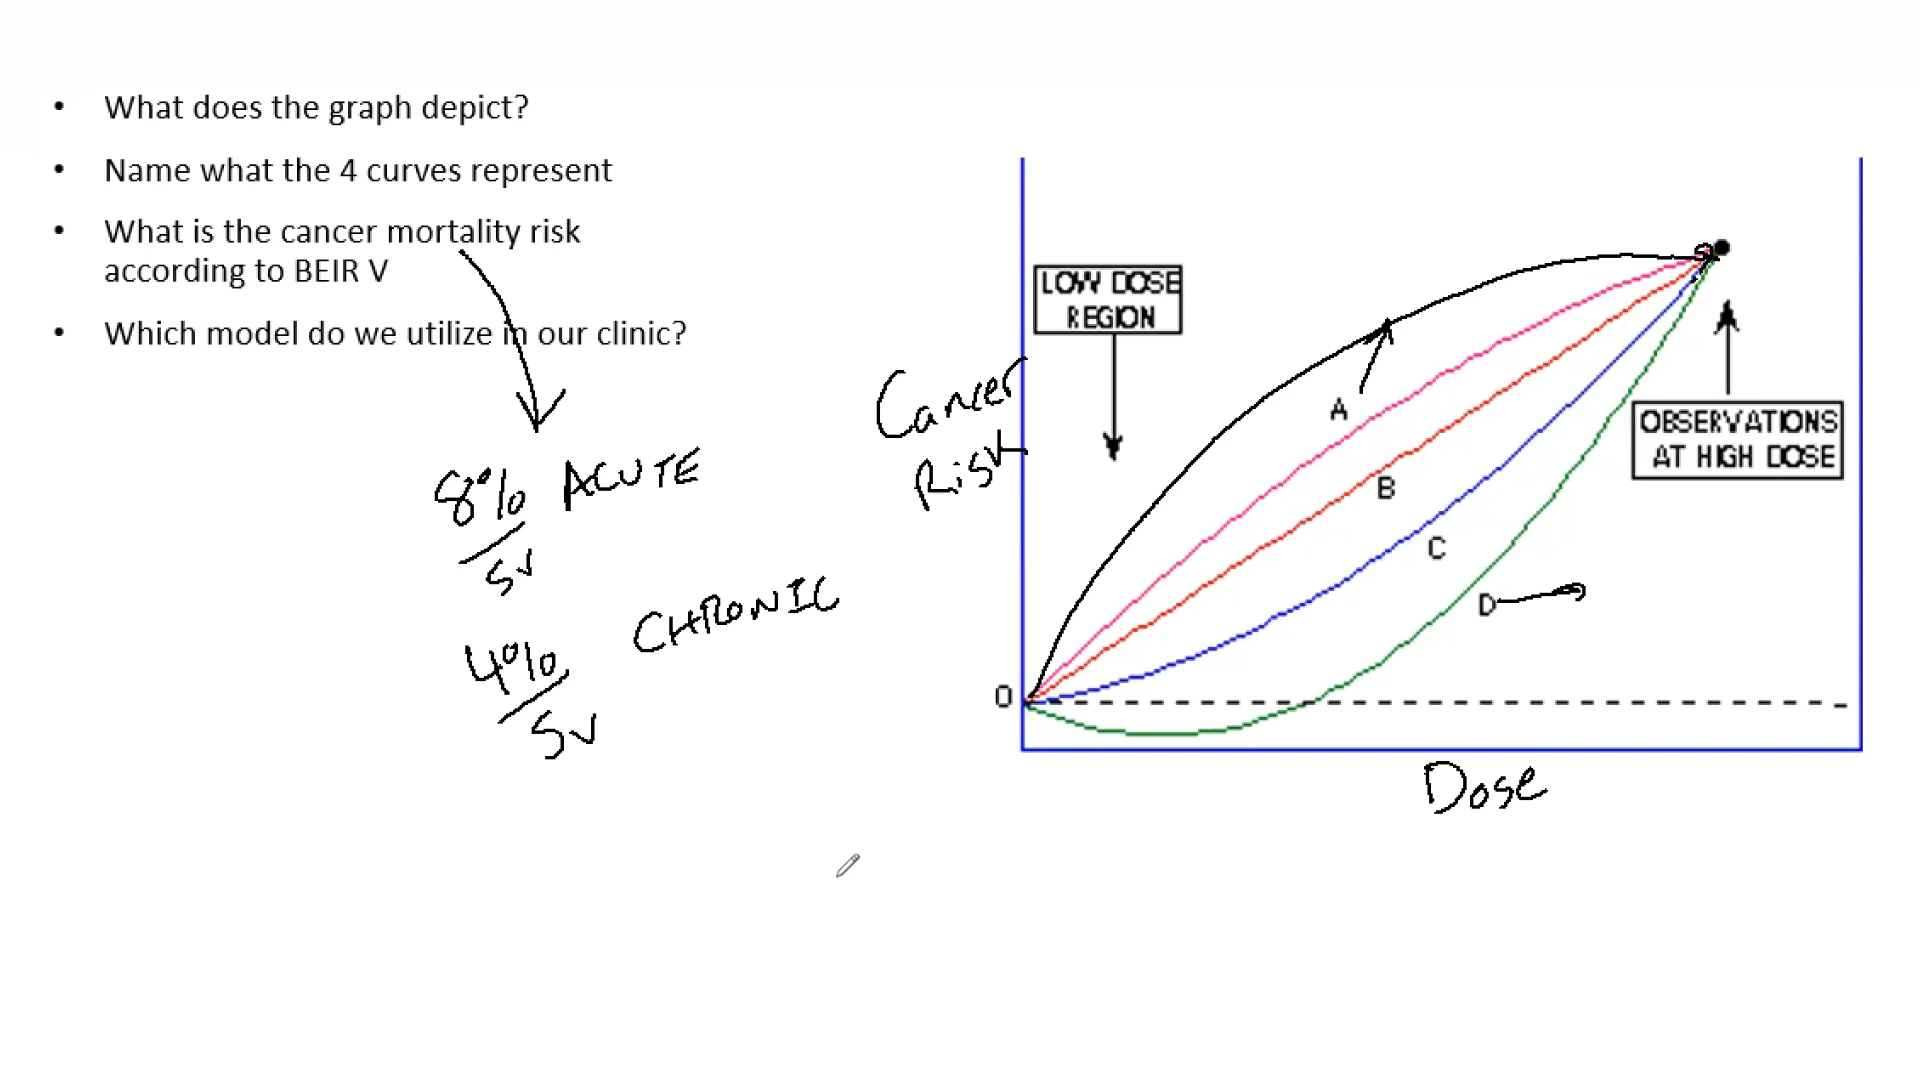 • What does the graph depict?
• Name what the 4 curves represent
• What is the cancer mortality risk
according to BEIR V
• Which model do we utilize in our clinic?
8% ACUTE
SV
4% CHRONIC
SV
Cancer
Risk
LOW DOSE
REGION
A
B
C
D
0
OBSERVATIONS
AT HIGH DOSE
Dose